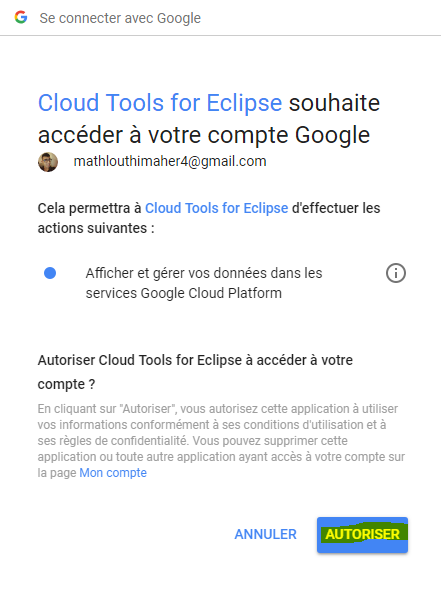 Se connecter avec Google
Cloud Tools for Eclipse souhaite
accéder à votre compte Google
mathlouthimaher4@gmail.com
Cela permettra à Cloud Tools for Eclipse d'effectuer les
actions suivantes :
Afficher et gérer vos données dans les
services Google Cloud Platform
Autoriser Cloud Tools for Eclipse à accéder à votre
compte ?
En cliquant sur "Autoriser", vous autorisez cette application à utiliser
vos informations conformément à ses conditions d'utilisation et à
ses règles de confidentialité. Vous pouvez supprimer cette
application ou toute autre application ayant accès à votre compte sur
la page Mon compte
ANNULER AUTORISER